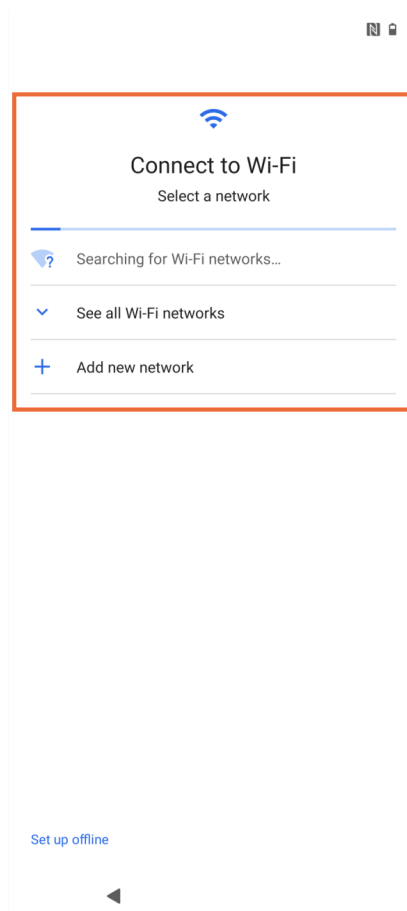 Connect to Wi-Fi
Select a network
Searching for Wi-Fi networks...
See all Wi-Fi networks
Add new network
Set up offline